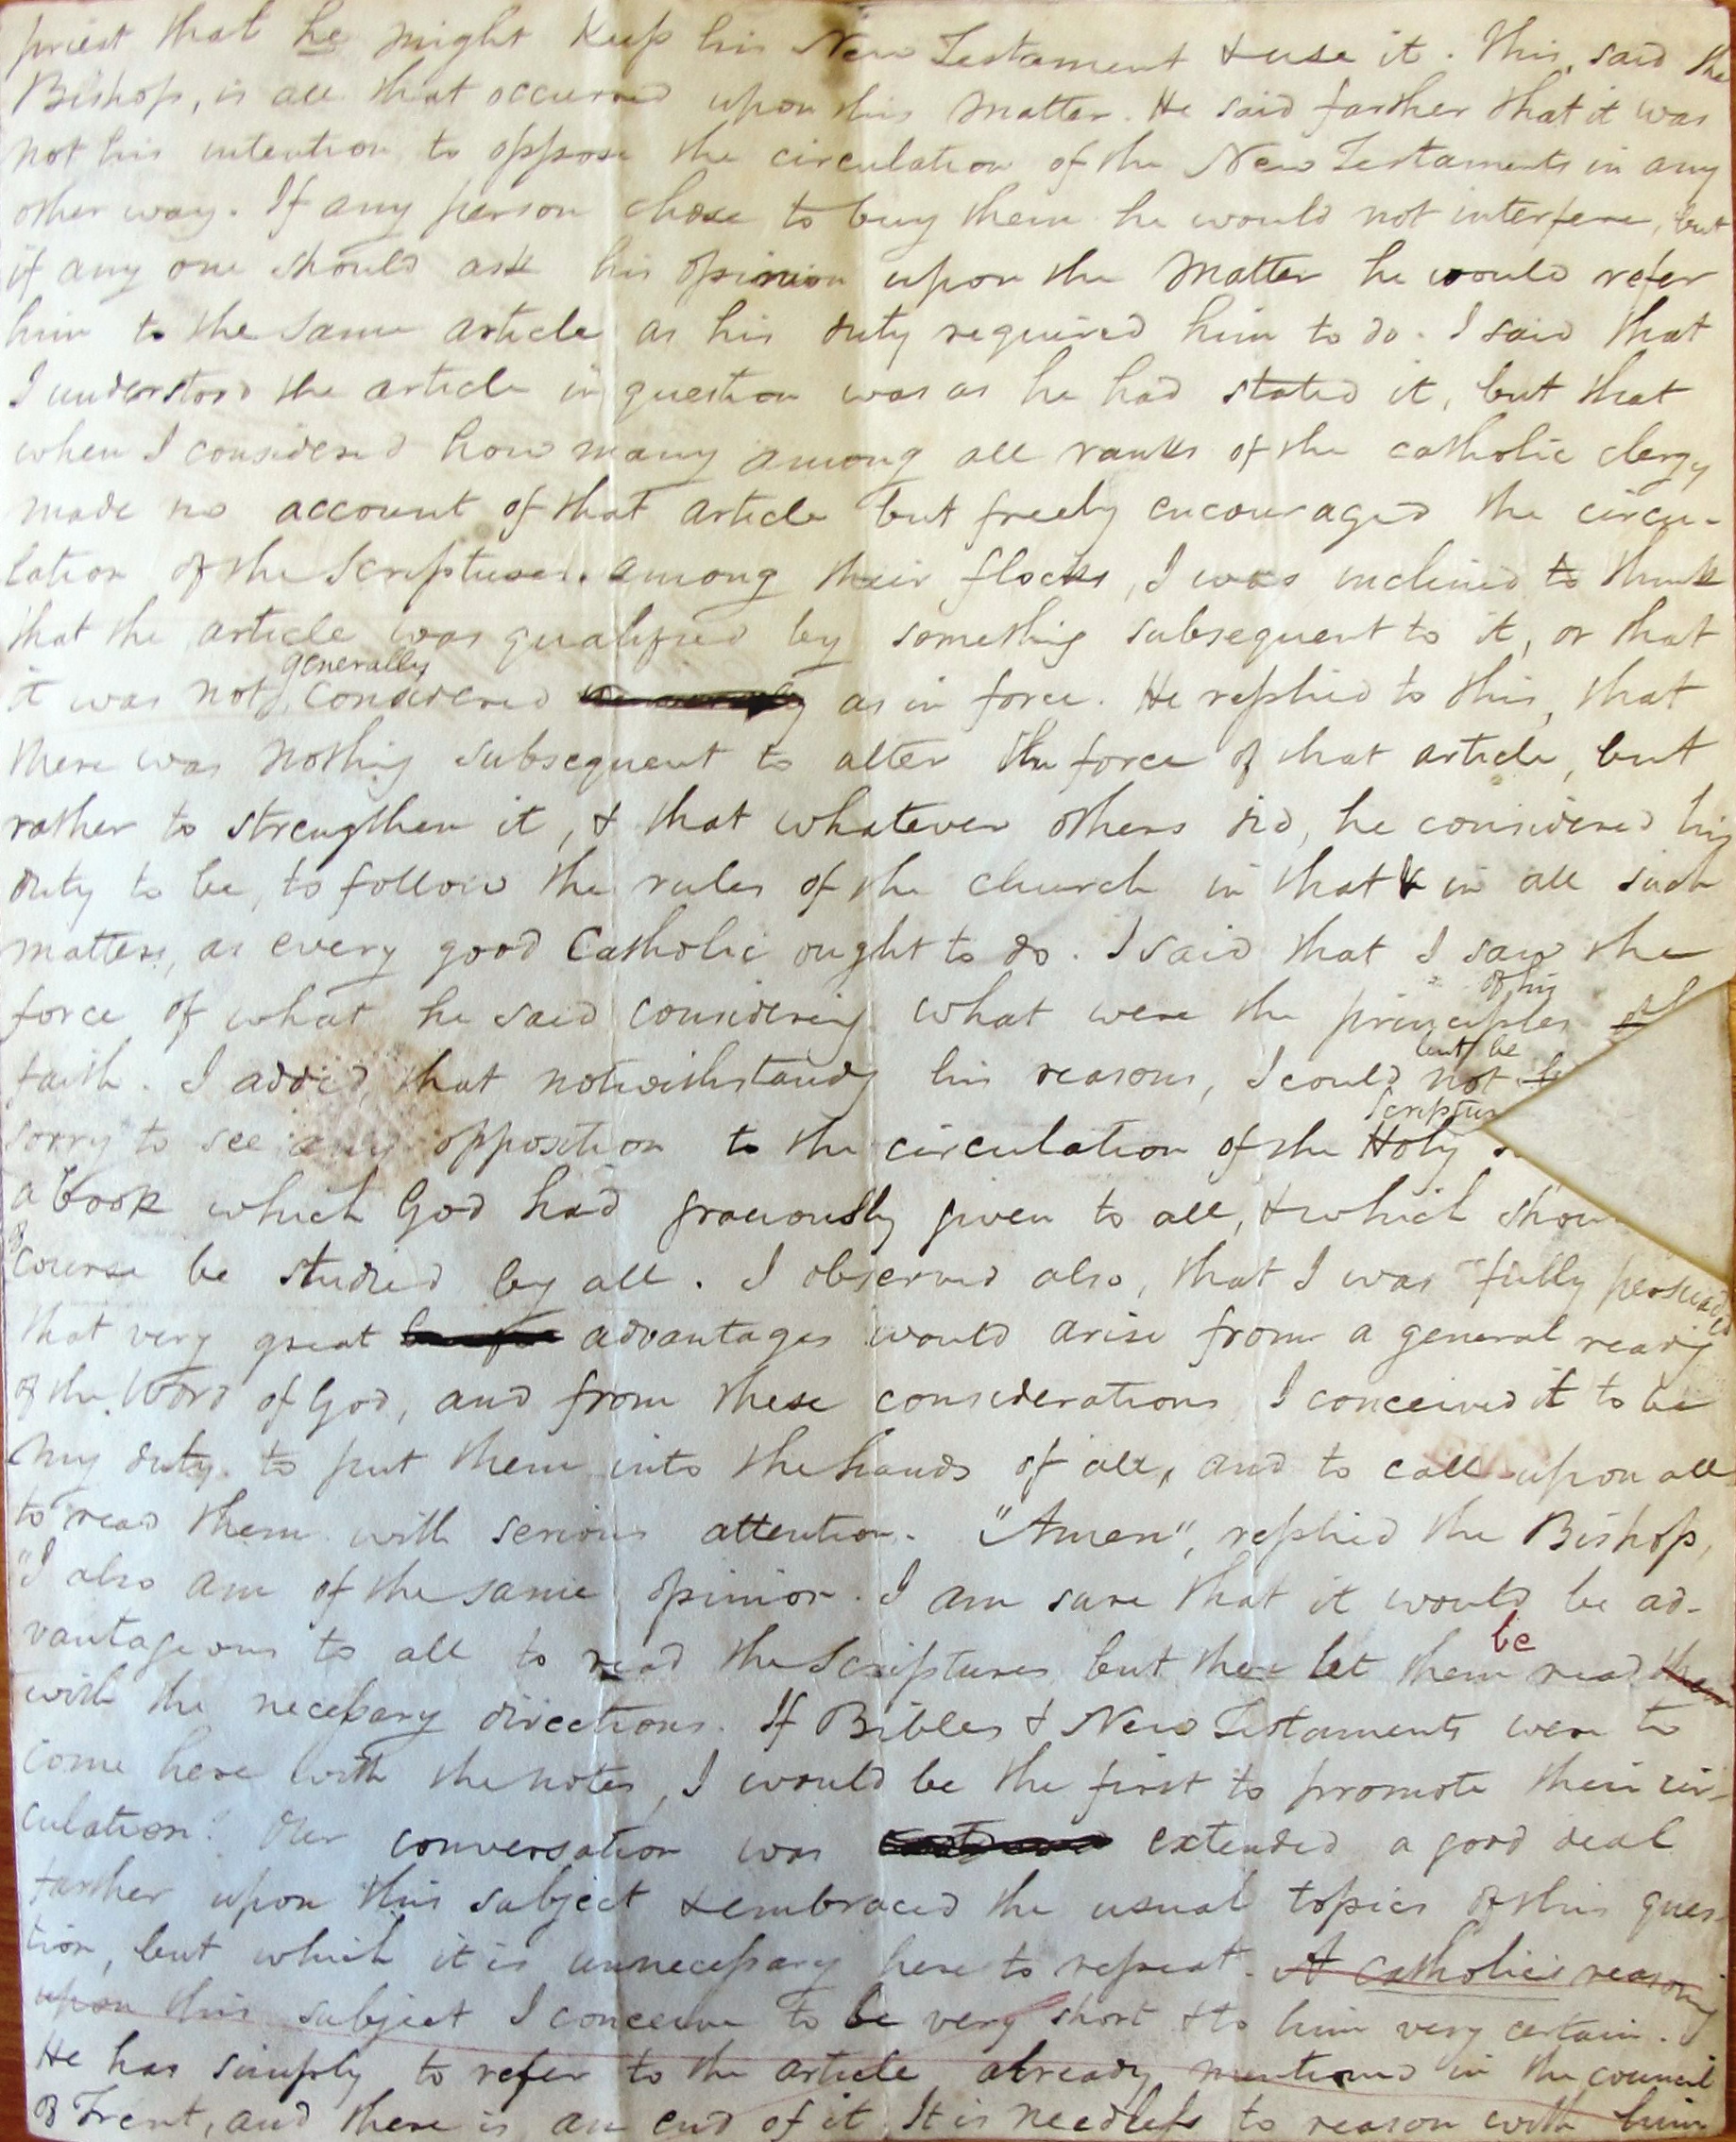 priest that he might keep his New Testament & use it. This, said the
Bishop, is all that occurred upon this matter. He said farther that it was
not his intention to oppose the circulation of the New Testaments in any
other way. If any person chose to buy them he would not interfere, but
if any one should ask his opinion upon the matter he would refer
him to the same article as his duty required him to do. I said that
I understood the article in question was as he had stated it, but that
when I considered how many among all ranks of the catholic clergy
made no account of that article but freely encouraged the circu-
lation of the Scriptures among their flocks, I was inclined to think
that the article was qualified by something subsequent to it, or that
it was not generally considered as in force. He replied to this, that
there was nothing subsequent to alter the force of that article, but
rather to strengthen it, & that whatever others did, he considered his
duty to be, to follow the rules of the church in that & in all such
matters, as every good Catholic ought to do. I said that I saw the
force of what he said considering what were the principles of his
faith. I added, that notwithstandg his reasons, I could not but be
sorry to see any opposition to the circulation of the Holy Scriptur
a book which God had graciously given to all, & which shou
of course be studied by all. I observed also, that I was fully persuaded
that very great advantages would arise from a general readg
of the Word of God, and from these considerations I conceived it to be
my duty to put them into the hands of all, and to call upon all
to read them with serious attention. "Amen", replied the Bishop,
"I also am of the same opinion. I am sure that it would be ad-
vantageous to all to read the Scriptures but then let them be read them
with the necessary directions. If Bibles & New Testaments were to
come here with the notes, I would be the first to promote their cir-
culation." Our conversation was extended a good deal
farther upon this subject & embraced the usual topics of this ques-
tion, but which it is unnecessary here to repeat. A Catholic's reasoning
upon this subject I conceive to be very short & to him very certain.
He has simply to refer to the article already mentioned in the council
of Trent, and there is an end of it. It is needless to reason with him